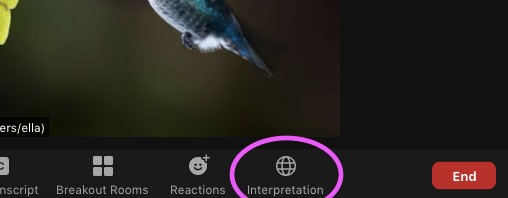 ers/ella)
nscript
Breakout Rooms
Reactions
Interpretation
End